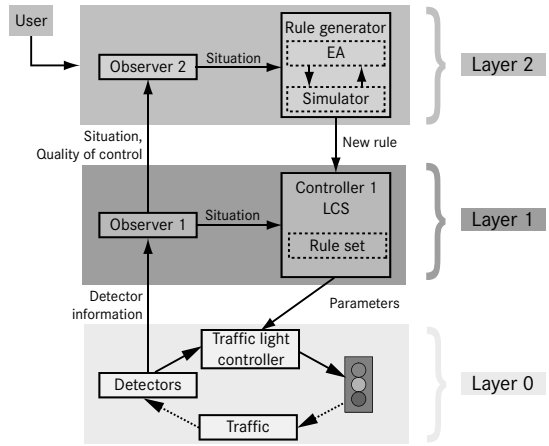 User
Rule generator
EA
Simulator
Observer 2
Situation
Layer 2
Situation,
Quality of control
New rule
Controller 1
LCS
Rule set
Observer 1
Situation
Layer 1
Detector
information
Parameters
Traffic light
controller
Detectors
Traffic
Layer 0